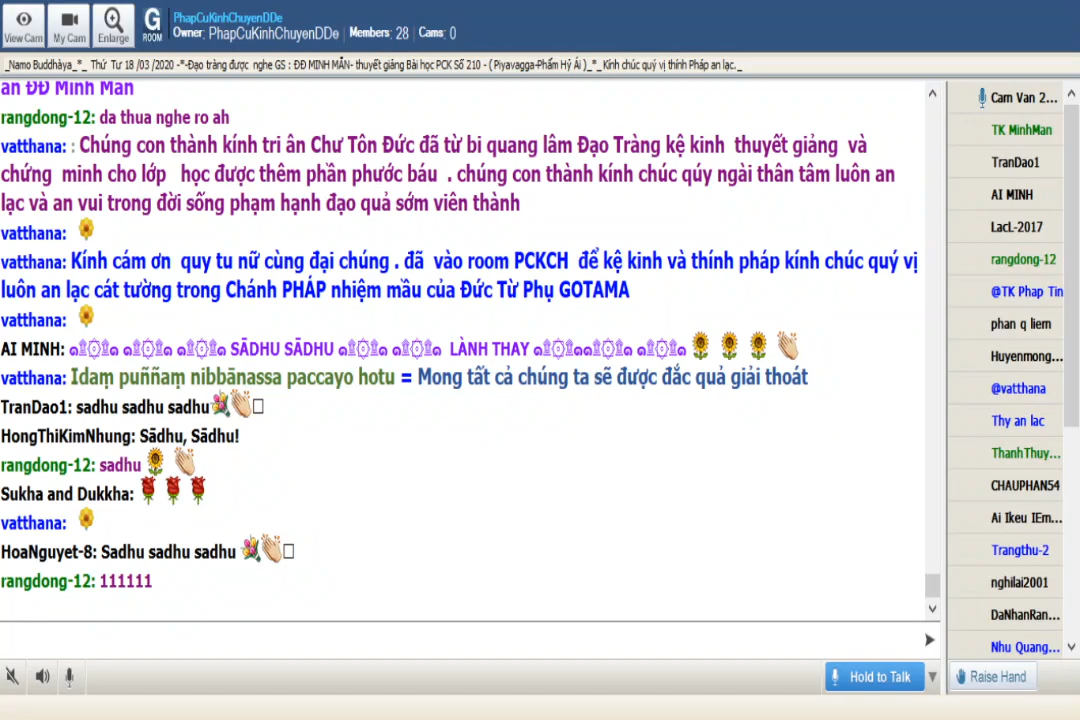 PhapCuKinhChuyenDDe
Owner: PhapCuKinhChuyenDDe | Members: 28 | Cams: 0
View Cam
My Cam
Enlarge
G
ROOM
_Namo Buddhàya_*_ Thứ Tư 18 /03 /2020 -*-Đạo tràng được nghe GS : ĐĐ MINH MẪN- thuyết giảng Bài học PCK Số 210 - ( Piyavagga-Phẩm Hỷ Ái )_*_Kính chúc quý vị thính Pháp an lạc._
an ĐĐ Minh Mẫn
rangdong-12: da thua nghe ro ah
vatthana: : Chúng con thành kính tri ân Chư Tôn Đức đã từ bi quang lâm Đạo Tràng kệ kinh thuyết giảng và
chứng minh cho lớp học được thêm phần phước báu . chúng con thành kính chúc qúy ngài thân tâm luôn an
lạc và an vui trong đời sống phạm hạnh đạo quả sớm viên thành
vatthana:
vatthana: Kính cám ơn quy tu nữ cùng đại chúng . đã vào room PCKCH để kệ kinh và thính pháp kính chúc quý vị
luôn an lạc cát tường trong Chánh PHÁP nhiệm mầu của Đức Từ Phụ GOTAMA
vatthana:
AI MINH: SĀDHU SĀDHU LÀNH THAY
vatthana: Idaṃ puññaṃ nibbānassa paccayo hotu = Mong tất cả chúng ta sẽ được đắc quả giải thoát
TranDao1: sadhu sadhu sadhu
HongThiKimNhung: Sādhu, Sādhu!
rangdong-12: sadhu
Sukha and Dukkha:
vatthana:
HoaNguyet-8: Sadhu sadhu sadhu
rangdong-12: 111111
Cam Van 2...
TK MinhMan
TranDao1
AI MINH
LacL-2017
rangdong-12
@TK Phap Tin
phan q liem
Huyenmong...
@vatthana
Thy an lac
ThanhThuy...
CHAUPHAN54
Ai Ikeu IEm...
Trangthu-2
nghilai2001
DaNhanRan...
Nhu Quang...
Hold to Talk
Raise Hand